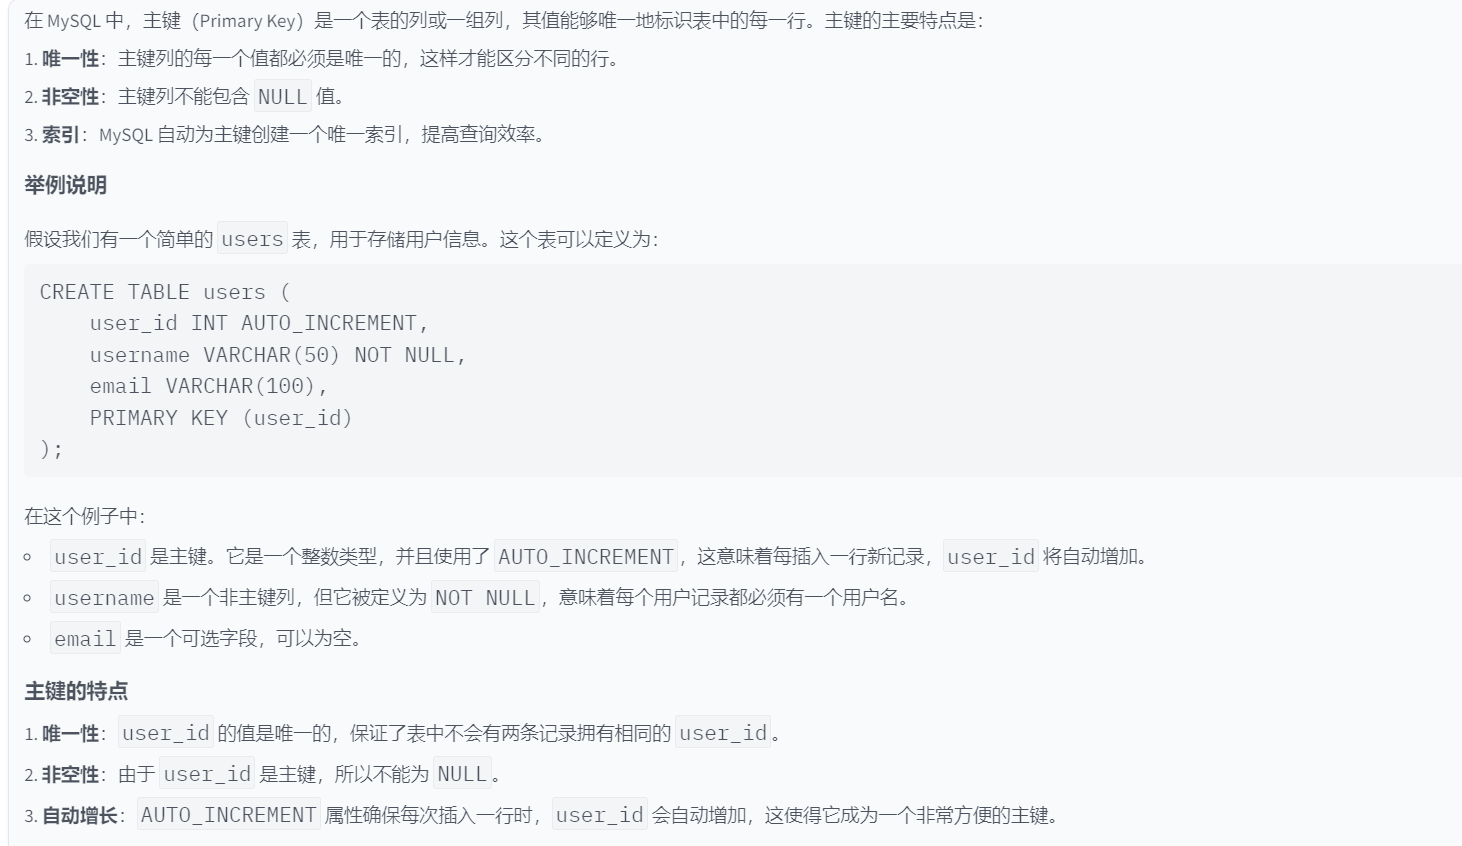 在 MySQL 中，主键（Primary Key）是一个表的列或一组列，其值能够唯一地标识表中的每一行。主键的主要特点是：
1. 唯一性：主键列的每一个值都必须是唯一的，这样才能区分不同的行。
2. 非空性：主键列不能包含 NULL 值。
3. 索引：MySQL 自动为主键创建一个唯一索引，提高查询效率。
举例说明
假设我们有一个简单的 users 表，用于存储用户信息。这个表可以定义为：
CREATE TABLE users (
    user_id INT AUTO_INCREMENT,
    username VARCHAR(50) NOT NULL,
    email VARCHAR(100),
    PRIMARY KEY (user_id)
);
在这个例子中：
◦ user_id 是主键。它是一个整数类型，并且使用了 AUTO_INCREMENT，这意味着每插入一行新记录，user_id 将自动增加。
◦ username 是一个非主键列，但它被定义为 NOT NULL，意味着每个用户记录都必须有一个用户名。
◦ email 是一个可选字段，可以为空。
主键的特点
1. 唯一性：user_id 的值是唯一的，保证了表中不会有两条记录拥有相同的 user_id。
2. 非空性：由于 user_id 是主键，所以不能为 NULL。
3. 自动增长：AUTO_INCREMENT 属性确保每次插入一行时，user_id 会自动增加，这使得它成为一个非常方便的主键。